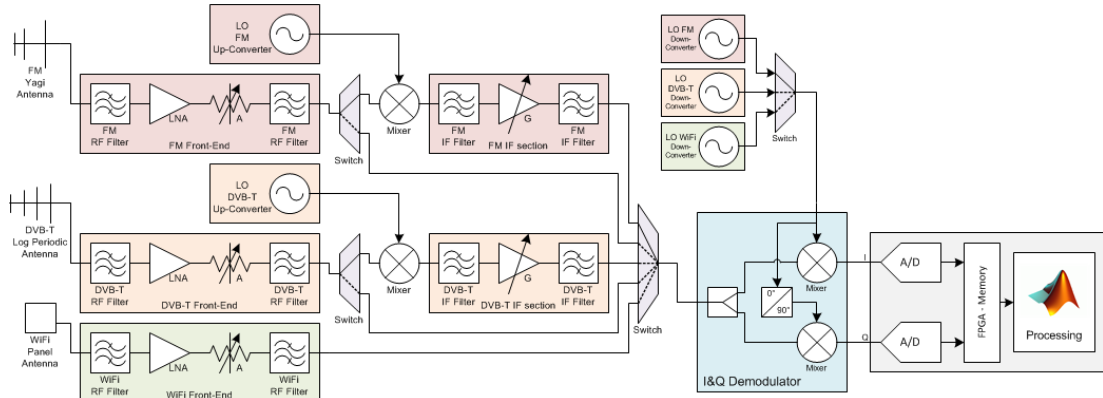 LO
FM
Up-Converter
LO FM
Down-
Converter
FM
Yagi
Antenna
LO
DVB-T
Down-
Converter
LNA
A
G
FM
RF Filter
FM
RF Filter
Mixer
FM
IF Filter
FM
IF Filter
FM Front-End
FM IF section
Switch
LO WiFi
Down-
Converter
Switch
LO
DVB-T
Up-Converter
DVB-T
Log Periodic
Antenna
LNA
A
G
DVB-T
RF Filter
DVB-T
RF Filter
Mixer
DVB-T
IF Filter
DVB-T
IF Filter
DVB-T Front-End
DVB-T IF section
Switch
Switch
WiFi
Panel
Antenna
LNA
A
WiFi
RF Filter
WiFi
RF Filter
WiFi Front-End
0°
90°
Mixer
Mixer
I&Q Demodulator
I
Q
A/D
A/D
FPGA - Memory
Processing